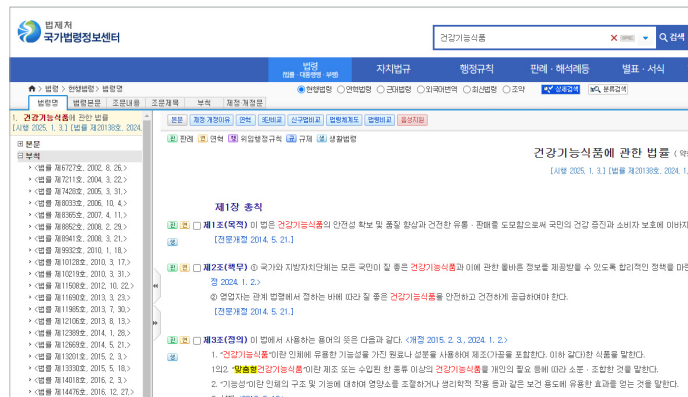 법제처
국가법령정보센터
건강기능식품
검색
법령
(법률·대통령령·부령)
자치법규
행정규칙
판례·해석례등
별표·서식
법령 > 현행법령 > 법령명
현행법령 연혁법령 근대법령 외국어번역 최신법령 조약
상세검색 분류검색
법령명 법령본문 조문내용 조문제목 부칙 제정·개정문
1. 건강기능식품에 관한 법률
[시행 2025. 1. 3.] [법률 제20138호, 2024.
본문
부칙
<법률 제6727호, 2002. 8. 26.>
<법률 제7211호, 2004. 3. 22.>
<법률 제7428호, 2005. 3. 31.>
<법률 제8033호, 2006. 10. 4.>
<법률 제8365호, 2007. 4. 11.>
<법률 제8852호, 2008. 2. 29.>
<법률 제8941호, 2008. 3. 21.>
<법률 제9932호, 2010. 1. 18.>
<법률 제10128호, 2010. 3. 17.>
<법률 제10219호, 2010. 3. 31.>
<법률 제11508호, 2012. 10. 22.>
<법률 제11690호, 2013. 3. 23.>
<법률 제11985호, 2013. 7. 30.>
<법률 제12106호, 2013. 8. 13.>
<법률 제12389호, 2014. 1. 28.>
<법률 제12669호, 2014. 5. 21.>
<법률 제13201호, 2015. 2. 3.>
<법률 제13330호, 2015. 5. 18.>
<법률 제14018호, 2016. 2. 3.>
<법률 제14476호, 2016. 12. 27.>
본문 제정·개정이유 연혁 3단비교 신구법비교 법령체계도 법령비교 음성지원
판 판례 연 연혁 행 위임행정규칙 규 규제 생 생활법령
건강기능식품에 관한 법률 ( 약칭
[시행 2025. 1. 3.] [법률 제20138호, 2024. 1.
제1장 총칙
판 연 제1조(목적) 이 법은 건강기능식품의 안전성 확보 및 품질 향상과 건전한 유통ㆍ판매를 도모함으로써 국민의 건강 증진과 소비자 보호에 이바지
생 [전문개정 2014. 5. 21.]
판 연 제2조(책무) ① 국가와 지방자치단체는 모든 국민이 질 좋은 건강기능식품과 이에 관한 올바른 정보를 제공받을 수 있도록 합리적인 정책을 마련
정 2024. 1. 2.>
② 영업자는 관계 법령에서 정하는 바에 따라 질 좋은 건강기능식품을 안전하고 건전하게 공급하여야 한다.
[전문개정 2014. 5. 21.]
판 연 제3조(정의) 이 법에서 사용하는 용어의 뜻은 다음과 같다. <개정 2015. 2. 3., 2024. 1. 2.>
생 1. "건강기능식품"이란 인체에 유용한 기능성을 가진 원료나 성분을 사용하여 제조(가공을 포함한다. 이하 같다)한 식품을 말한다.
1의2. "맞춤형건강기능식품"이란 제조 또는 수입된 한 종류 이상의 건강기능식품을 개인의 필요 등에 따라 소분ㆍ조합한 것을 말한다.
2. "기능성"이란 인체의 구조 및 기능에 대하여 영양소를 조절하거나 생리학적 작용 등과 같은 보건 용도에 유용한 효과를 얻는 것을 말한다.